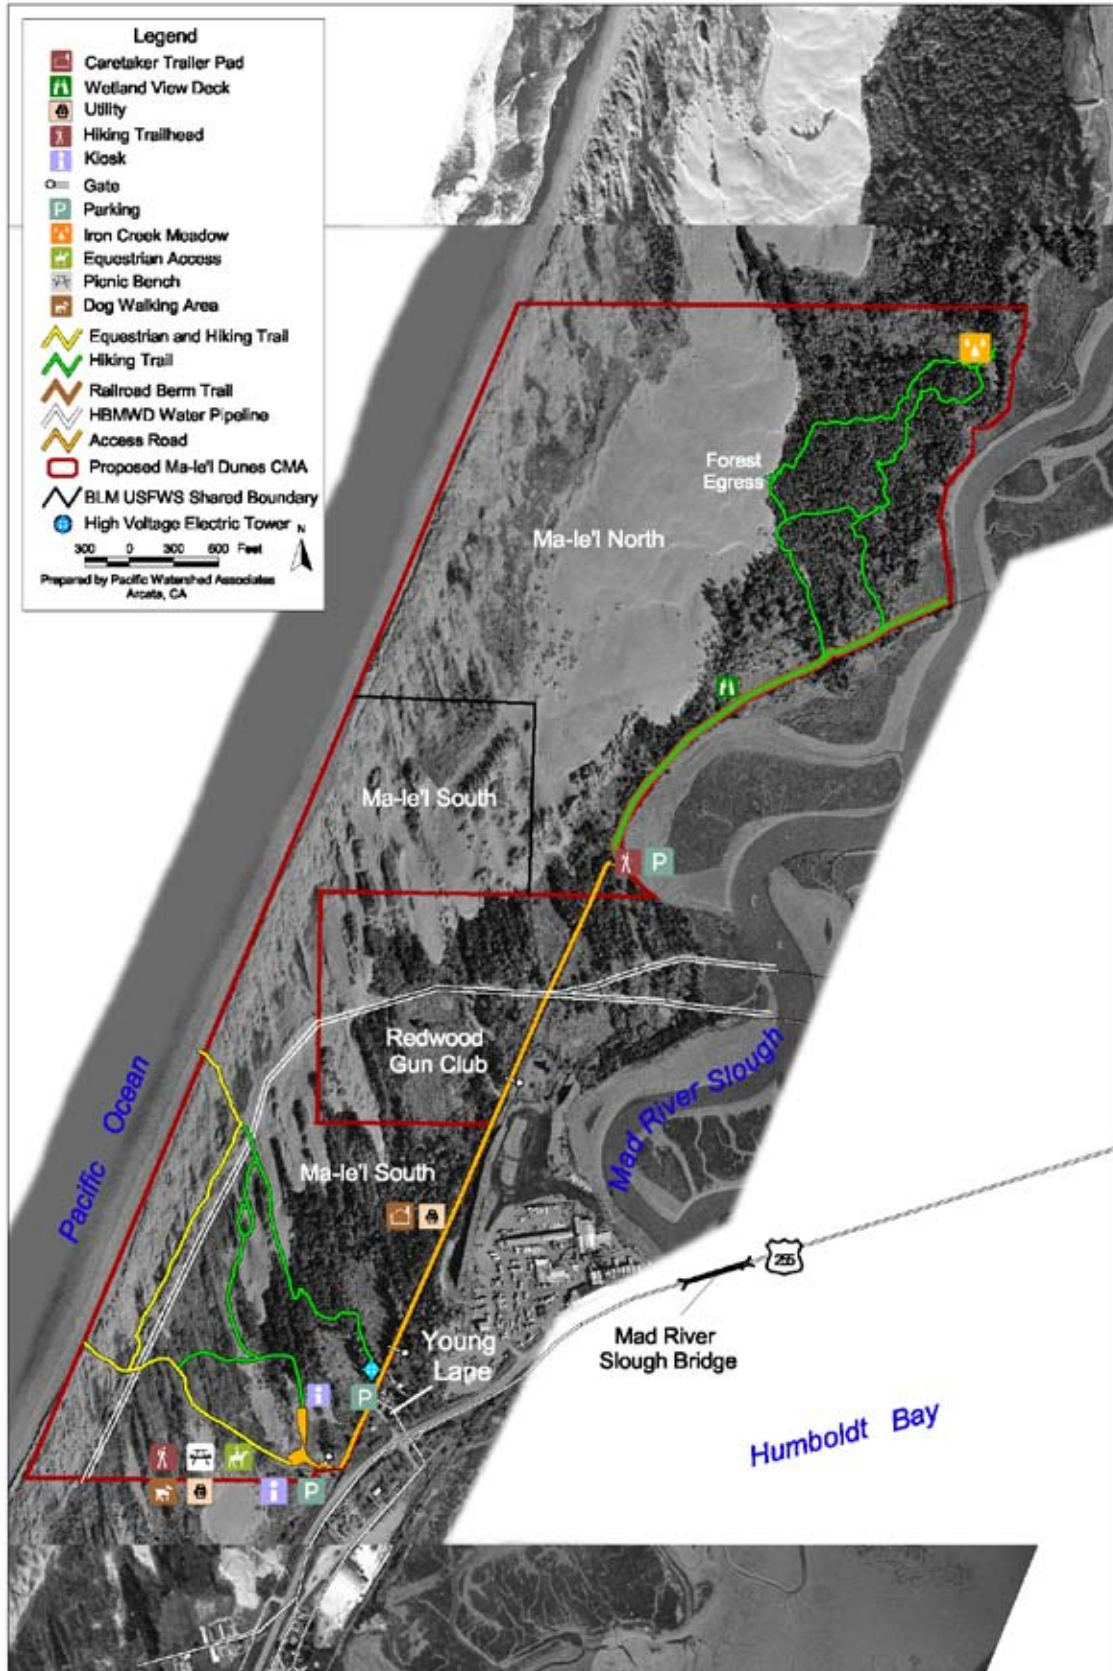 Legend
Caretaker Trailer Pad
Wetland View Deck
Utility
Hiking Trailhead
Kiosk
Gate
P Parking
Iron Creek Meadow
Equestrian Access
Picnic Bench
Dog Walking Area
Equestrian and Hiking Trail
Hiking Trail
Railroad Berm Trail
HBMWD Water Pipeline
Access Road
Proposed Ma-le'l Dunes CMA
BLM USFWS Shared Boundary
High Voltage Electric Tower
N
300 0 300 600 Feet
Prepared by Pacific Watershed Associates
Arcata, CA
Forest
Egress
Ma-le'l North
Ma-le'l South
P
Redwood
Gun Club
Mad River Slough
Pacific Ocean
Ma-le'l South
255
Mad River
Slough Bridge
Young
Lane
P
Humboldt Bay
P